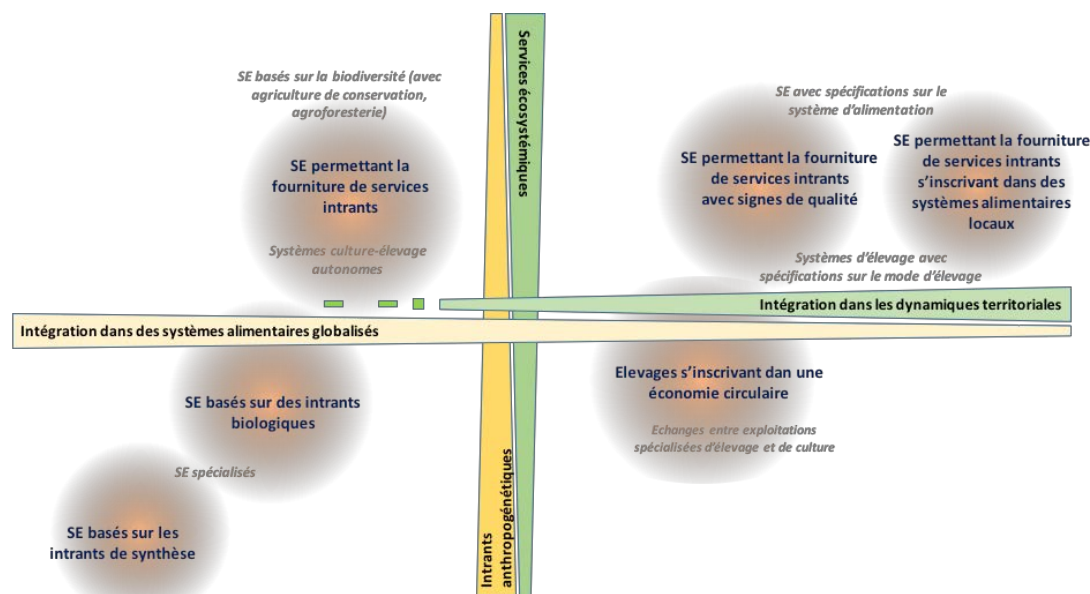 SE basés sur la biodiversité (avec
agriculture de conservation,
agroforesterie)
SE permettant la
fourniture de services
intrants
Systèmes culture-élevage
autonomes
Services écosystémiques
SE avec spécifications sur le
système d'alimentation
SE permettant la fourniture
de services intrants
avec signes de qualité
SE permettant la fourniture
de services intrants
s'inscrivant dans des
systèmes alimentaires
locaux
Systèmes d'élevage avec
spécifications sur le mode d'élevage
Intégration dans les dynamiques territoriales
Intégration dans des systèmes alimentaires globalisés
SE basés sur des intrants
biologiques
SE spécialisés
SE basés sur les
intrants de synthèse
Intrants
anthropogénétiques
Elevages s'inscrivant dan une
économie circulaire
Echanges entre exploitations
spécialisées d'élevage et de culture